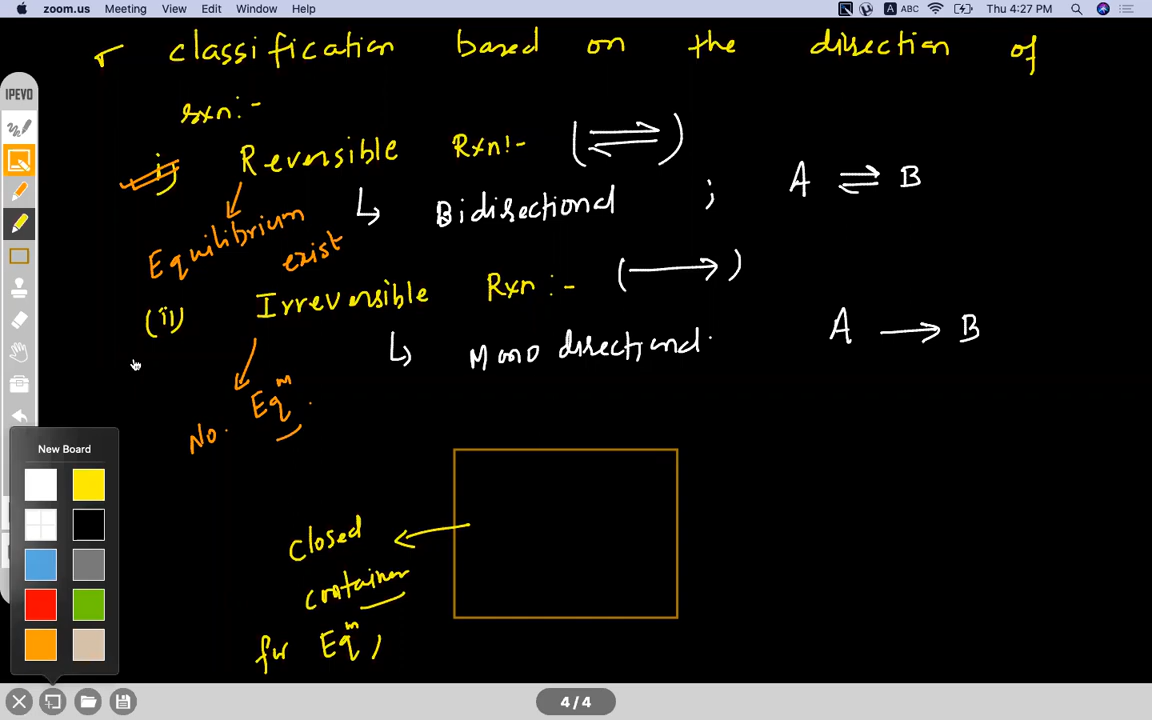 zoom.us Meeting View Edit Window Help ABC Thu 4:27 PM
classification based on the direction of
rxn:-
IPEVO
i) Reversible Rxn:- (⇌)
↳ Bidirectional ; A ⇌ B
Equilibrium
exist
(ii) Irreversible Rxn:- (→)
↳ Mono directional. A → B
No. Eqᵐ.
New Board
closed
container
for Eqᵐ,
4/4